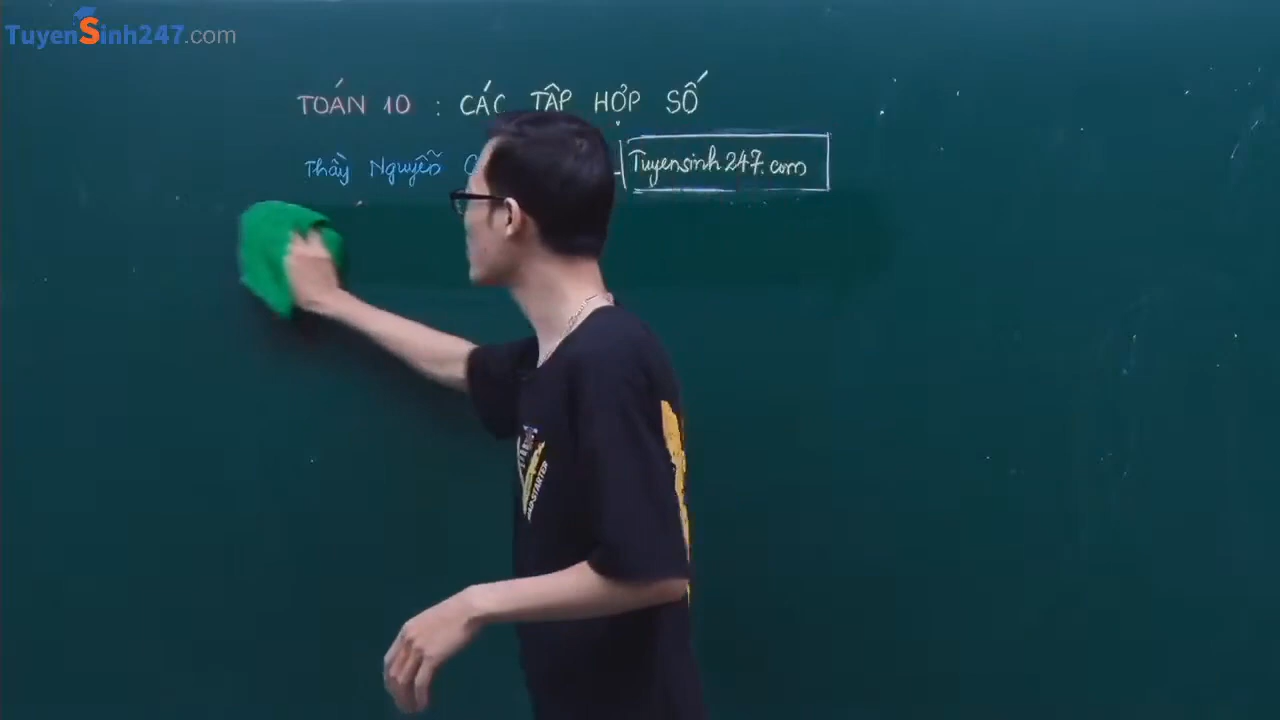 TuyenSinh247.com
TOÁN 10 : CÁC TẬP HỢP SỐ
Thầy Nguyễn
Tuyensinh247.com